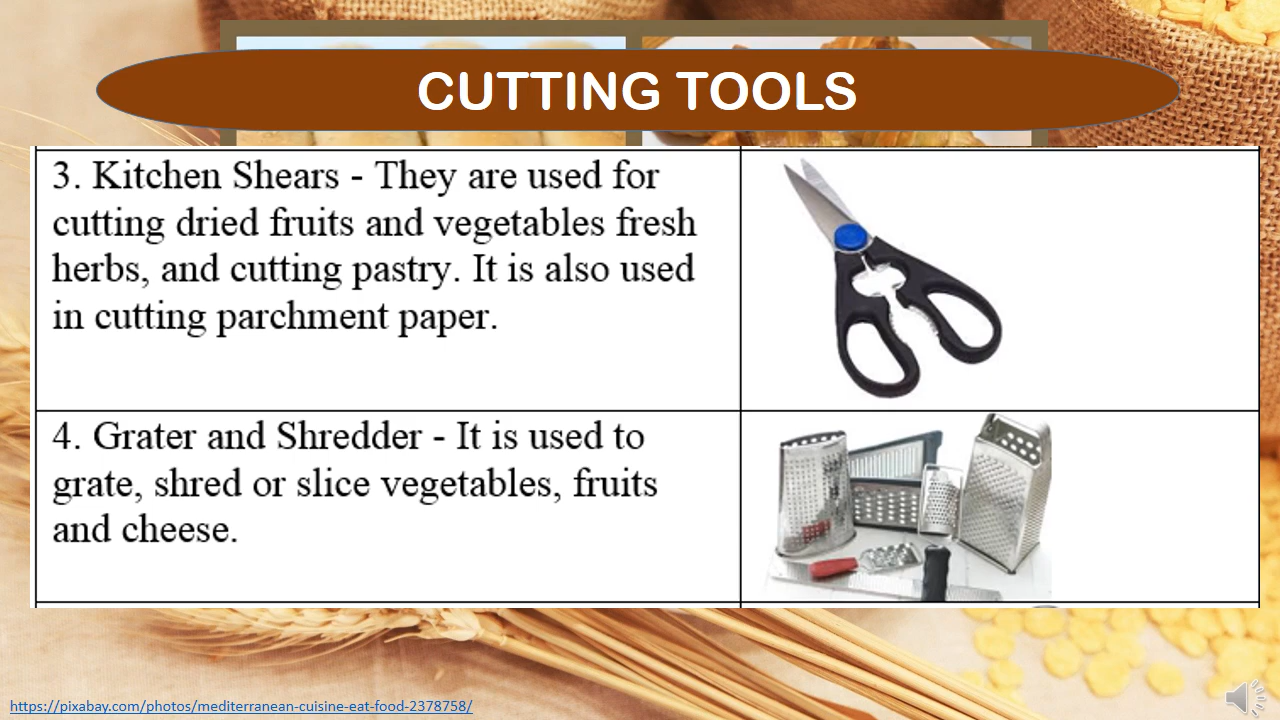 CUTTING TOOLS
3. Kitchen Shears - They are used for
cutting dried fruits and vegetables fresh
herbs, and cutting pastry. It is also used
in cutting parchment paper.
4. Grater and Shredder - It is used to
grate, shred or slice vegetables, fruits
and cheese.
https://pixabay.com/photos/mediterranean-cuisine-eat-food-2378758/